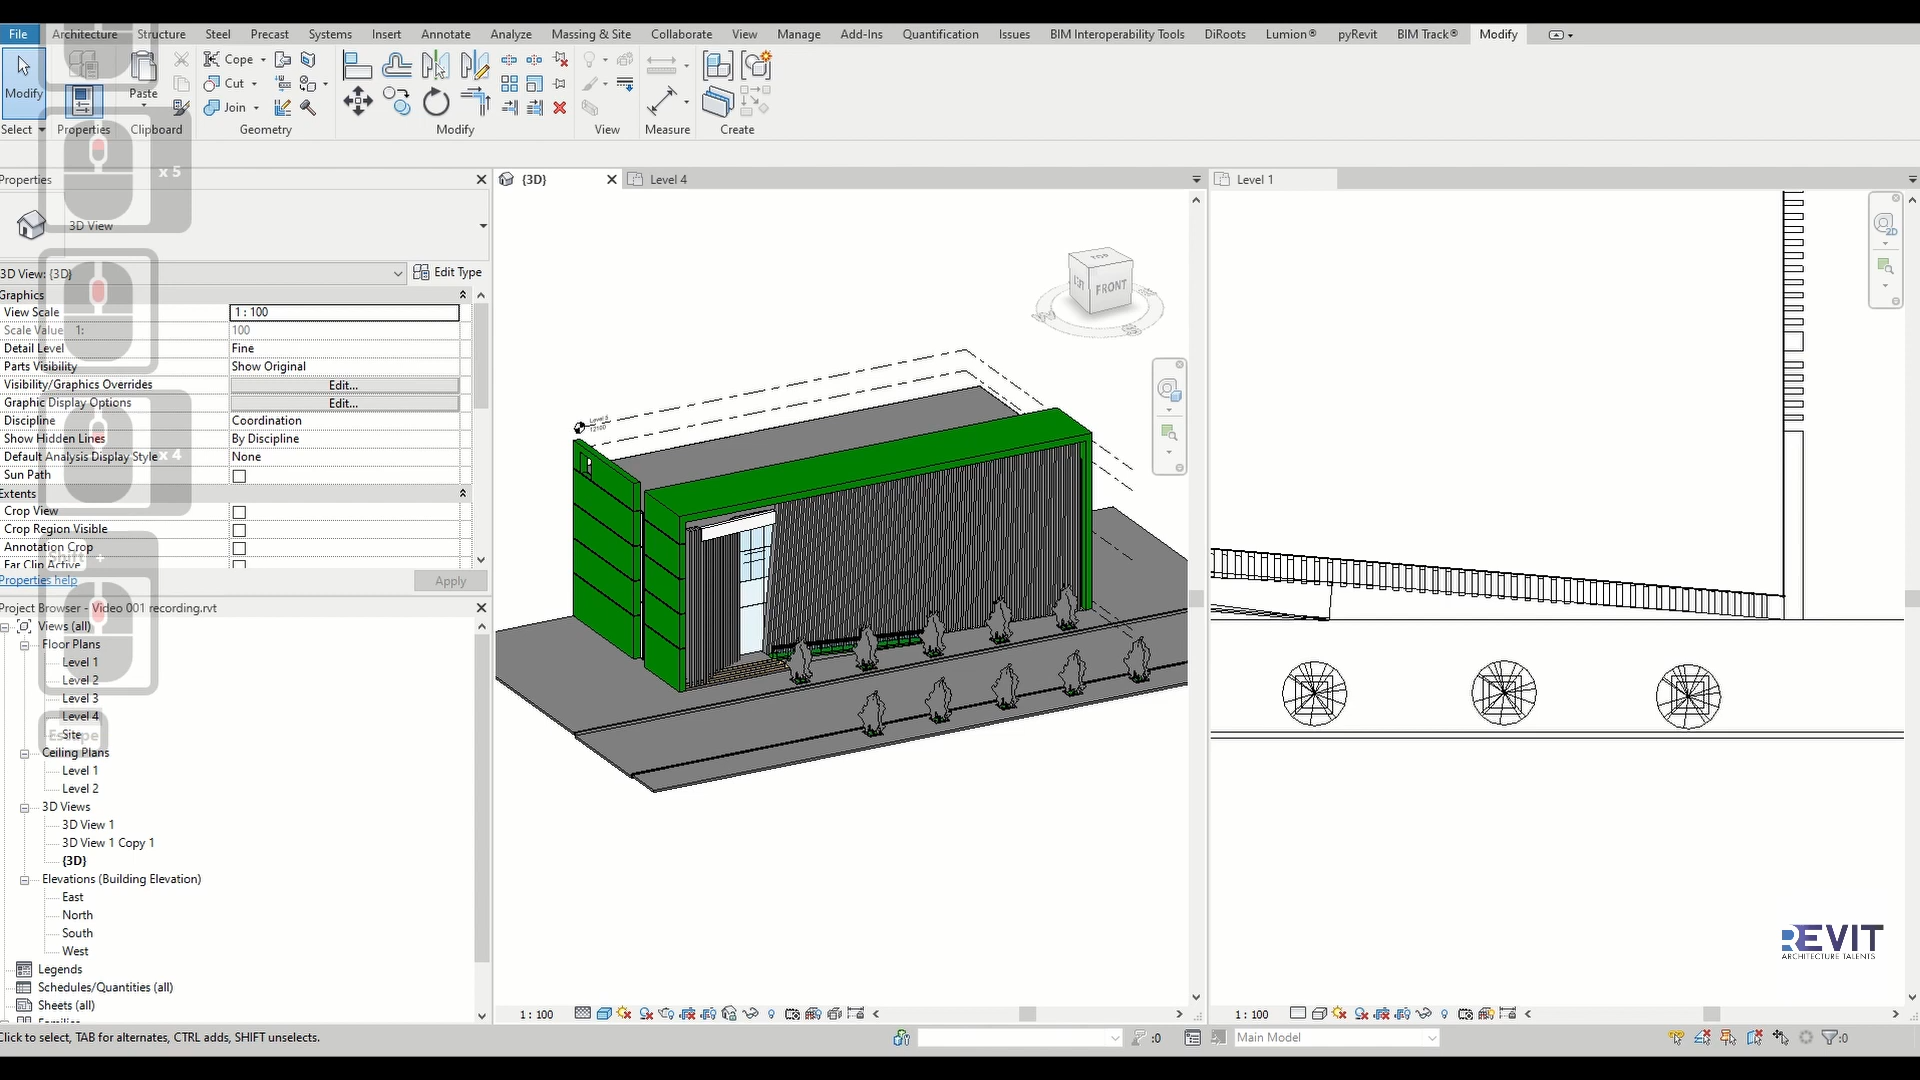 File Architecture Structure Steel Precast Systems Insert Annotate Analyze Massing & Site Collaborate View Manage Add-Ins Quantification Issues BIM Interoperability Tools DiRoots Lumion® pyRevit BIM Track® Modify
Cope
Cut
Join
Modify
Paste
Select Properties Clipboard Geometry Modify View Measure Create
x 5
Properties
{3D}
Level 4
Level 1
3D View
3D View: {3D}
Edit Type
Graphics
View Scale 1 : 100
Scale Value 1: 100
Detail Level Fine
Parts Visibility Show Original
Visibility/Graphics Overrides Edit...
Graphic Display Options Edit...
Discipline Coordination
Show Hidden Lines By Discipline
Default Analysis Display Style None
x 4
Sun Path
Extents
Crop View
Crop Region Visible
Annotation Crop
Far Clip Active
Shift +
Properties help
Apply
Project Browser - Video 001 recording.rvt
Views (all)
Floor Plans
Level 1
Level 2
Level 3
Level 4
Site
Escape
Ceiling Plans
Level 1
Level 2
3D Views
3D View 1
3D View 1 Copy 1
{3D}
Elevations (Building Elevation)
East
North
South
West
Legends
Schedules/Quantities (all)
Sheets (all)
Families
TOP
FRONT
2D
REVIT
ARCHITECTURE TALENTS
1 : 100
1 : 100
Click to select, TAB for alternates, CTRL adds, SHIFT unselects.
:0
Main Model
:0